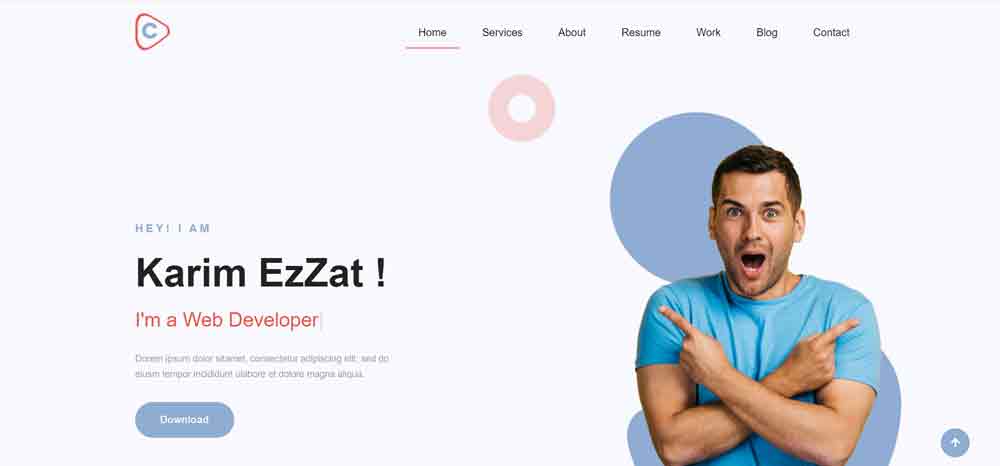 C
Home Services About Resume Work Blog Contact
HEY! I AM
Karim EzZat !
I'm a Web Developer
Dorem ipsum dolor sitamet, consectetur adipiscing elit, sed do
eiusm tempor incididunt ulabore et dolore magna aliqua.
Download